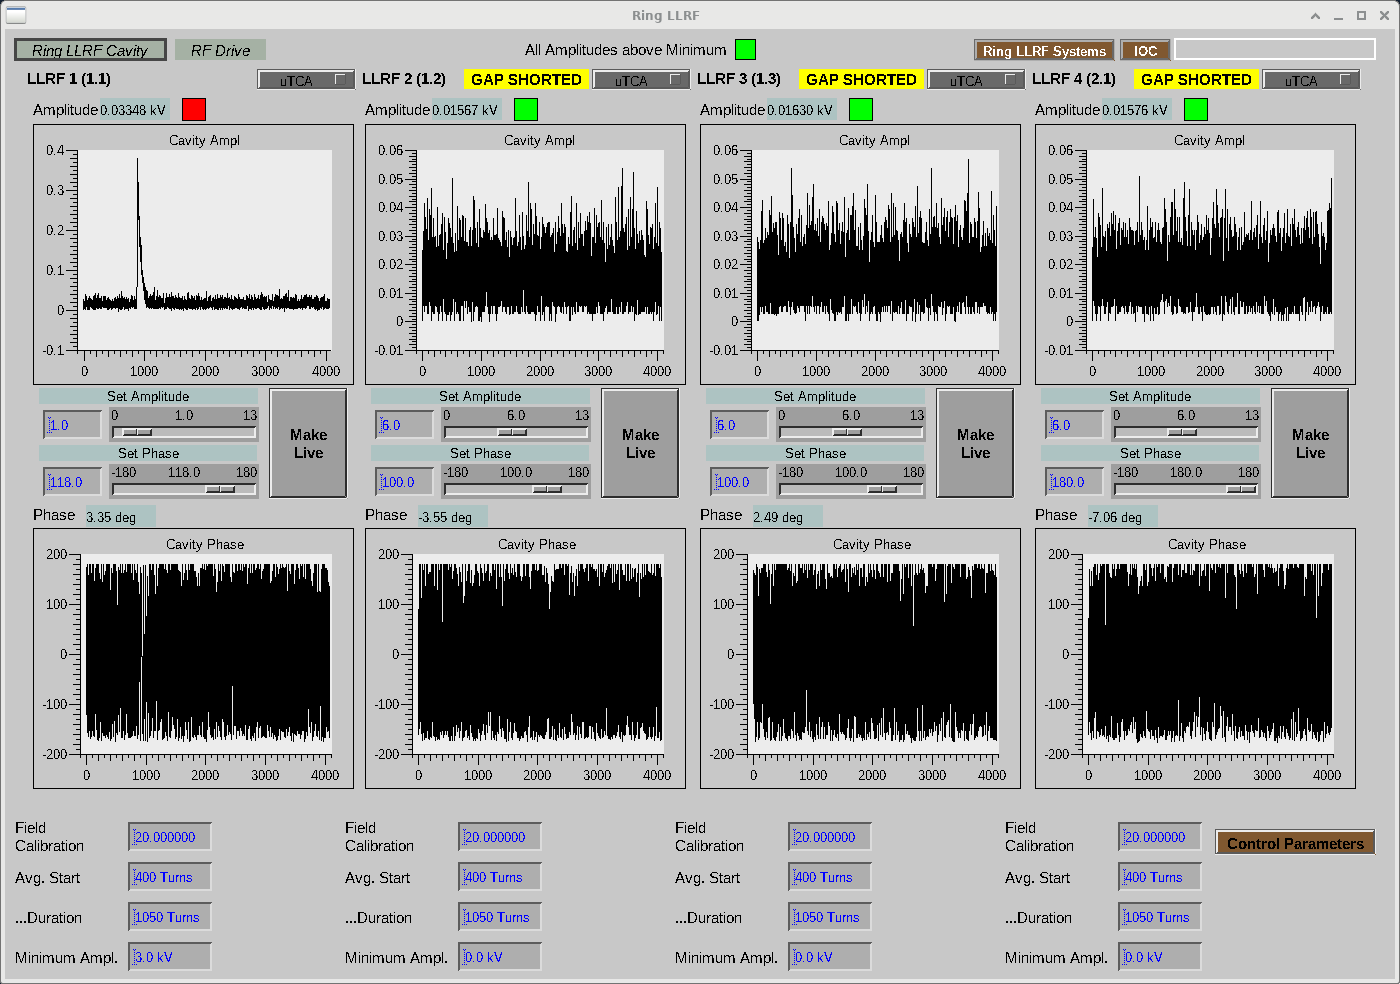 Ring LLRF
Ring LLRF Cavity RF Drive All Amplitudes above Minimum Ring LLRF Systems IOC
LLRF 1 (1.1) uTCA LLRF 2 (1.2) GAP SHORTED uTCA LLRF 3 (1.3) GAP SHORTED uTCA LLRF 4 (2.1) GAP SHORTED uTCA
Amplitude 0.03348 kV Amplitude 0.01567 kV Amplitude 0.01630 kV Amplitude 0.01576 kV
Cavity Ampl Cavity Ampl Cavity Ampl Cavity Ampl
0.4 0.06 0.06 0.06
0.05 0.05 0.05
0.3 0.04 0.04 0.04
0.2 0.03 0.03 0.03
0.1 0.02 0.02 0.02
0.01 0.01 0.01
0 0 0 0
-0.1 -0.01 -0.01 -0.01
0 1000 2000 3000 4000 0 1000 2000 3000 4000 0 1000 2000 3000 4000 0 1000 2000 3000 4000
Set Amplitude Set Amplitude Set Amplitude Set Amplitude
1.0 0 1.0 13 6.0 0 6.0 13 6.0 0 6.0 13 6.0 0 6.0 13
Make Live Make Live Make Live Make Live
Set Phase Set Phase Set Phase Set Phase
118.0 -180 118.0 180 100.0 -180 100.0 180 100.0 -180 100.0 180 180.0 -180 180.0 180
Phase 3.35 deg Phase -3.55 deg Phase 2.49 deg Phase -7.06 deg
Cavity Phase Cavity Phase Cavity Phase Cavity Phase
200 200 200 200
100 100 100 100
0 0 0 0
-100 -100 -100 -100
-200 -200 -200 -200
0 1000 2000 3000 4000 0 1000 2000 3000 4000 0 1000 2000 3000 4000 0 1000 2000 3000 4000
Field Calibration 20.000000 Field Calibration 20.000000 Field Calibration 20.000000 Field Calibration 20.000000 Control Parameters
Avg. Start 400 Turns Avg. Start 400 Turns Avg. Start 400 Turns Avg. Start 400 Turns
...Duration 1050 Turns ...Duration 1050 Turns ...Duration 1050 Turns ...Duration 1050 Turns
Minimum Ampl. 3.0 kV Minimum Ampl. 0.0 kV Minimum Ampl. 0.0 kV Minimum Ampl. 0.0 kV